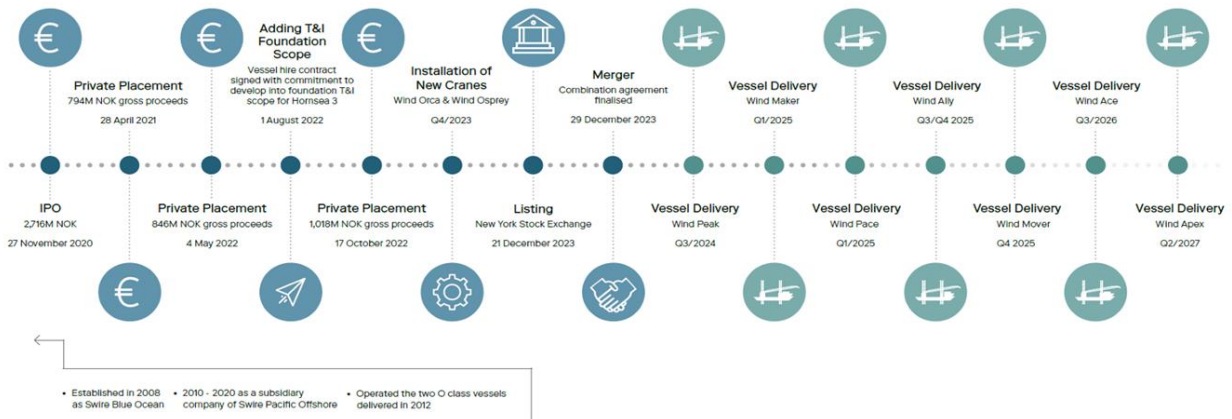 Private Placement
794M NOK gross proceeds
28 April 2021
Adding T&I
Foundation
Scope
Vessel hire contract
signed with commitment to
develop into foundation T&I
scope for Hornsea 3
1 August 2022
Installation of
New Cranes
Wind Orca & Wind Osprey
Q4/2023
Merger
Combination agreement
finalised
29 December 2023
Vessel Delivery
Wind Maker
Q1/2025
Vessel Delivery
Wind Ally
Q3/Q4 2025
Vessel Delivery
Wind Ace
Q3/2026
IPO
2,716M NOK
27 November 2020
Private Placement
846M NOK gross proceeds
4 May 2022
Private Placement
1,018M NOK gross proceeds
17 October 2022
Listing
New York Stock Exchange
21 December 2023
Vessel Delivery
Wind Peak
Q3/2024
Vessel Delivery
Wind Pace
Q1/2025
Vessel Delivery
Wind Mover
Q4 2025
Vessel Delivery
Wind Apex
Q2/2027
• Established in 2008
as Swire Blue Ocean
• 2010 - 2020 as a subsidiary
company of Swire Pacific Offshore
• Operated the two O class vessels
delivered in 2012